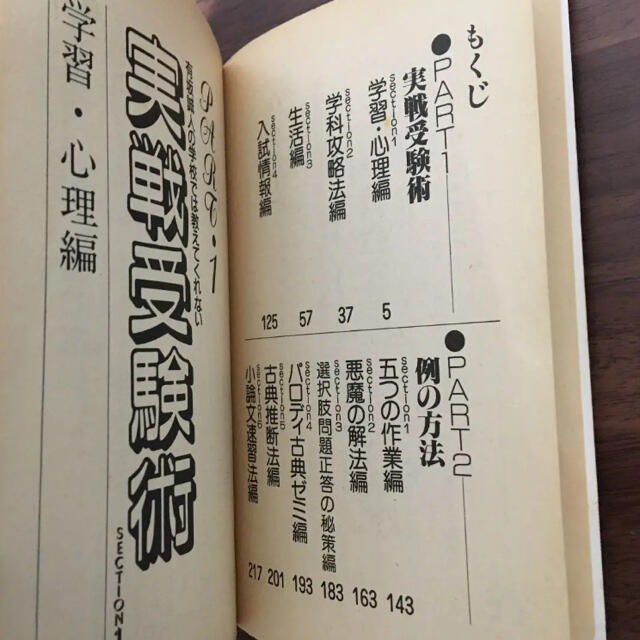 もくじ
●PART1
実戦受験術
section1
学習・心理編
5
section2
学科攻略法編
37
section3
生活編
57
section4
入試情報編
125
●PART2
例の方法
section1
五つの作業編
143
section2
悪魔の解法編
163
section3
選択肢問題正答の秘策編
183
section4
パロディ古典ゼミ編
193
section5
古典推断法編
201
section6
小論文速習法編
217
PART・1
有坂誠人の学校では教えてくれない
実戦受験術
SECTION1
学習・心理編